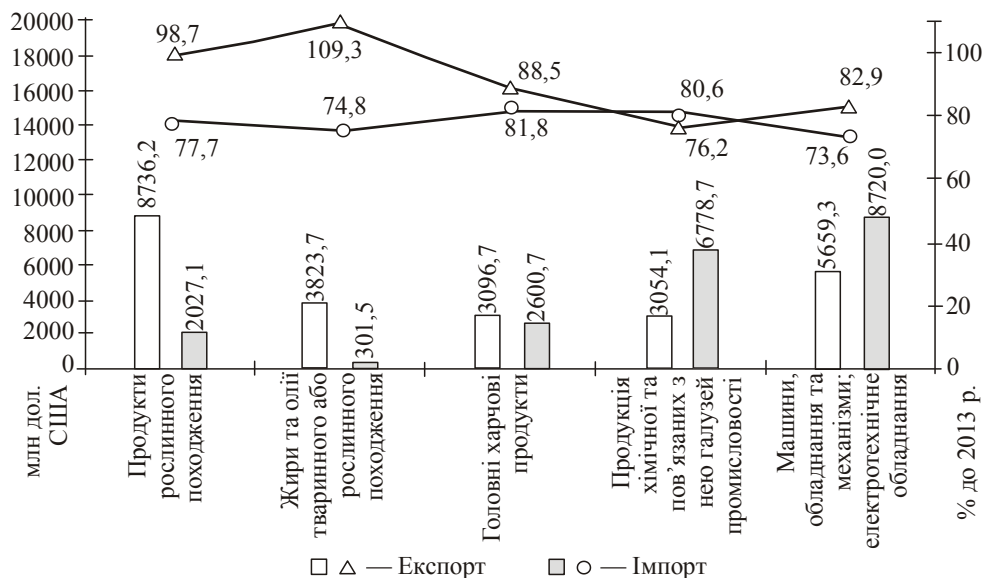 20000
18000
16000
14000
12000
10000
8000
6000
4000
2000
0
млн дол.
США
98,7
109,3
88,5
80,6
82,9
77,7
74,8
81,8
76,2
73,6
8736,2
2027,1
3823,7
301,5
3096,7
2600,7
3054,1
6778,7
5659,3
8720,0
100
80
60
40
20
0
% до 2013 р.
Продукти
рослинного
походження
Жири та олії
тваринного або
рослинного
походження
Головні харчові
продукти
Продукція
хімічної та
пов’язаних з
нею галузей
промисловості
Машини,
обладнання та
механізми;
електротехнічне
обладнання
— Експорт — Імпорт